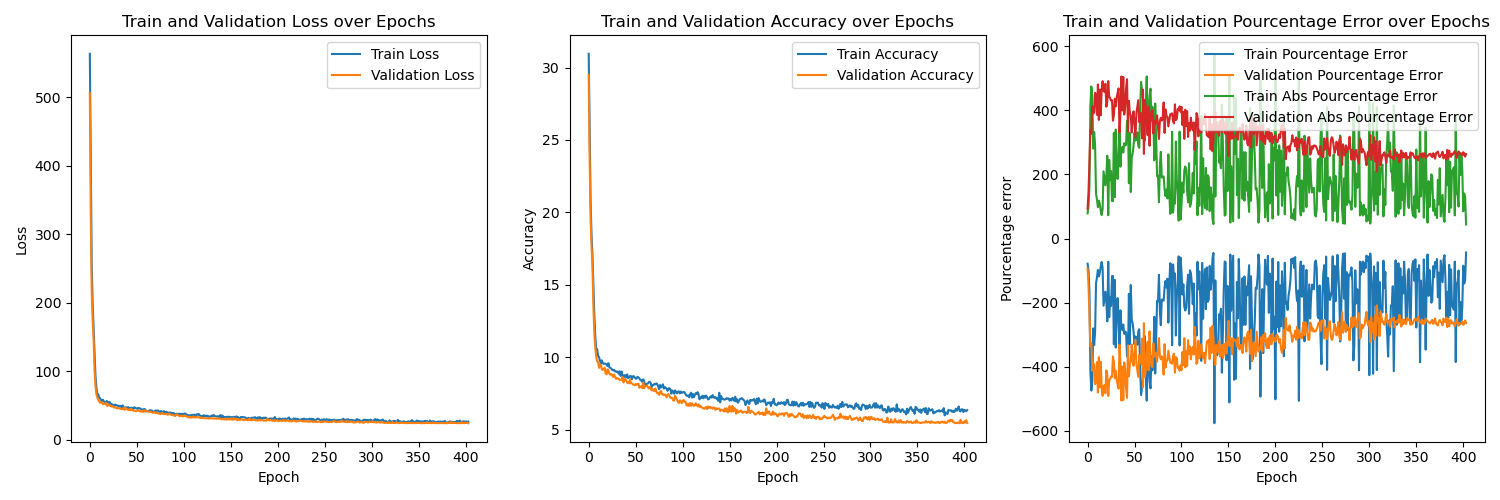 Train and Validation Loss over Epochs
Train Loss
Validation Loss
Loss
500
400
300
200
100
0
0 50 100 150 200 250 300 350 400
Epoch
Train and Validation Accuracy over Epochs
Train Accuracy
Validation Accuracy
Accuracy
30
25
20
15
10
5
0 50 100 150 200 250 300 350 400
Epoch
Train and Validation Pourcentage Error over Epochs
Train Pourcentage Error
Validation Pourcentage Error
Train Abs Pourcentage Error
Validation Abs Pourcentage Error
Pourcentage error
600
400
200
0
−200
−400
−600
0 50 100 150 200 250 300 350 400
Epoch